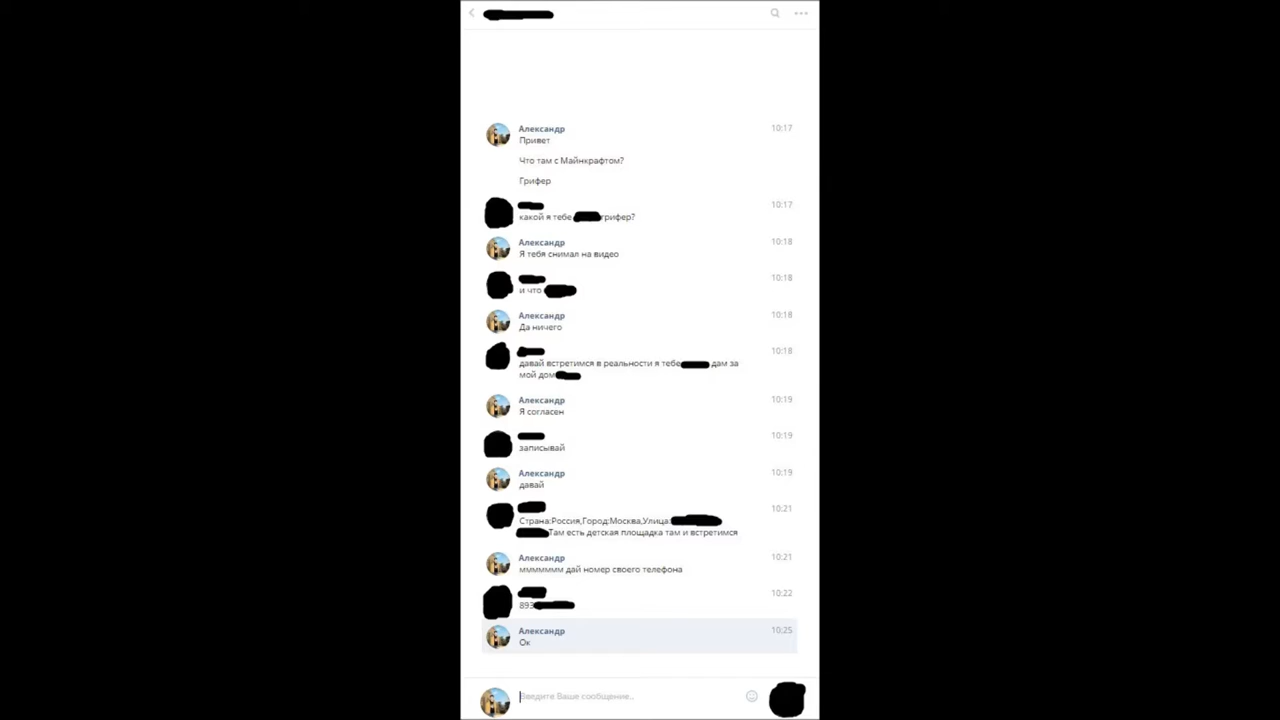 Александр
10:17
Привет
Что там с Майнкрафтом?
Грифер
10:17
какой я тебе грифер?
Александр
10:18
Я тебя снимал на видео
10:18
и что
Александр
10:18
Да ничего
10:18
давай встретимся в реальности я тебе дам за
мой дом
Александр
10:19
Я согласен
10:19
записывай
Александр
10:19
давай
10:21
Страна:Россия,Город:Москва,Улица:
Там есть детская площадка там и встретимся
Александр
10:21
ммммммм дай номер своего телефона
10:22
893
Александр
10:25
Ок
Введите Ваше сообщение...